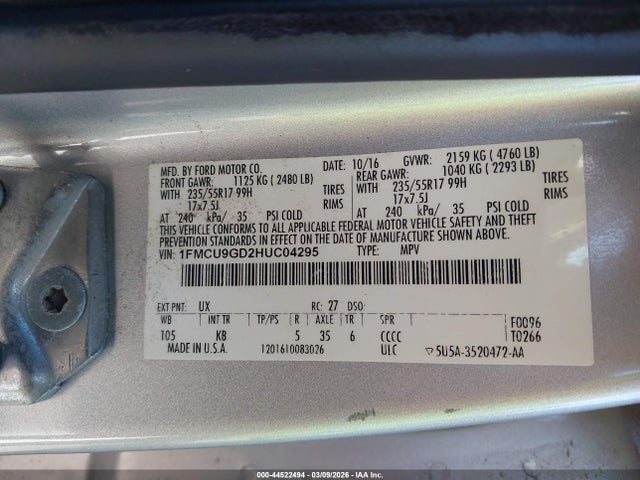 MFD. BY FORD MOTOR CO. 10/16 GVWR: 2159 KG ( 4760 LB)
FRONT GAWR: 1125 KG ( 2480 LB) REAR GAWR: 1040 KG ( 2293 LB)
WITH 235/55R17 99H TIRES WITH 235/55R17 99H TIRES
17x7.5J RIMS 17x7.5J RIMS
AT 240 kPa/ 35 PSI COLD AT 240 kPa/ 35 PSI COLD
THIS VEHICLE CONFORMS TO ALL APPLICABLE FEDERAL MOTOR VEHICLE SAFETY AND THEFT
PREVENTION STANDARDS IN EFFECT ON THE DATE OF MANUFACTURE SHOWN ABOVE.
VIN: 1FMCU9GD2HUC04295 TYPE: MPV
EXT PNT: UX RC: 27 DSO:
WB INT TR TP/PS R AXLE TR SPR F0096
105 KB 5 35 6 CCCC T0266
MADE IN U.S.A. 1201610083026 ULC 5U5A-3520472-AA
000-44522494 - 03/09/2026 - IAAI.COM